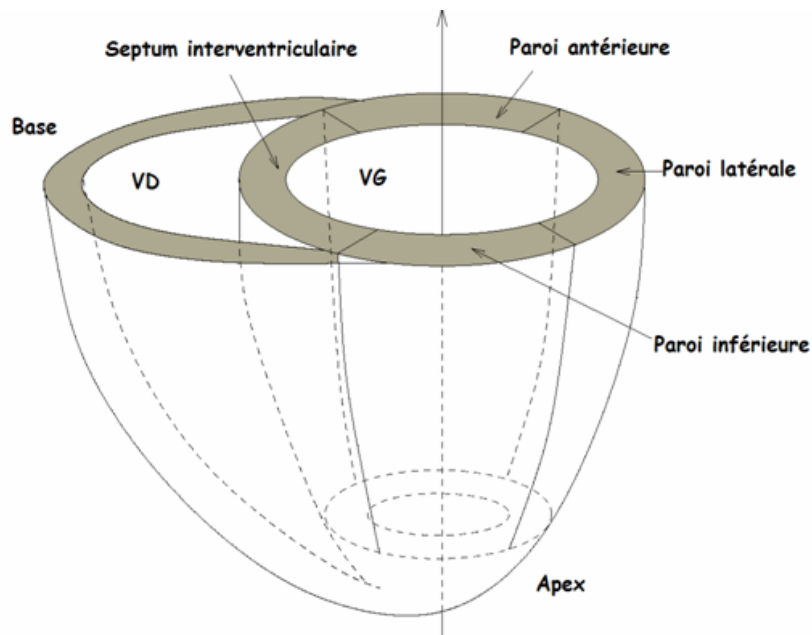 Septum interventriculaire
Paroi antérieure
Base
VD
VG
Paroi latérale
Paroi inférieure
Apex